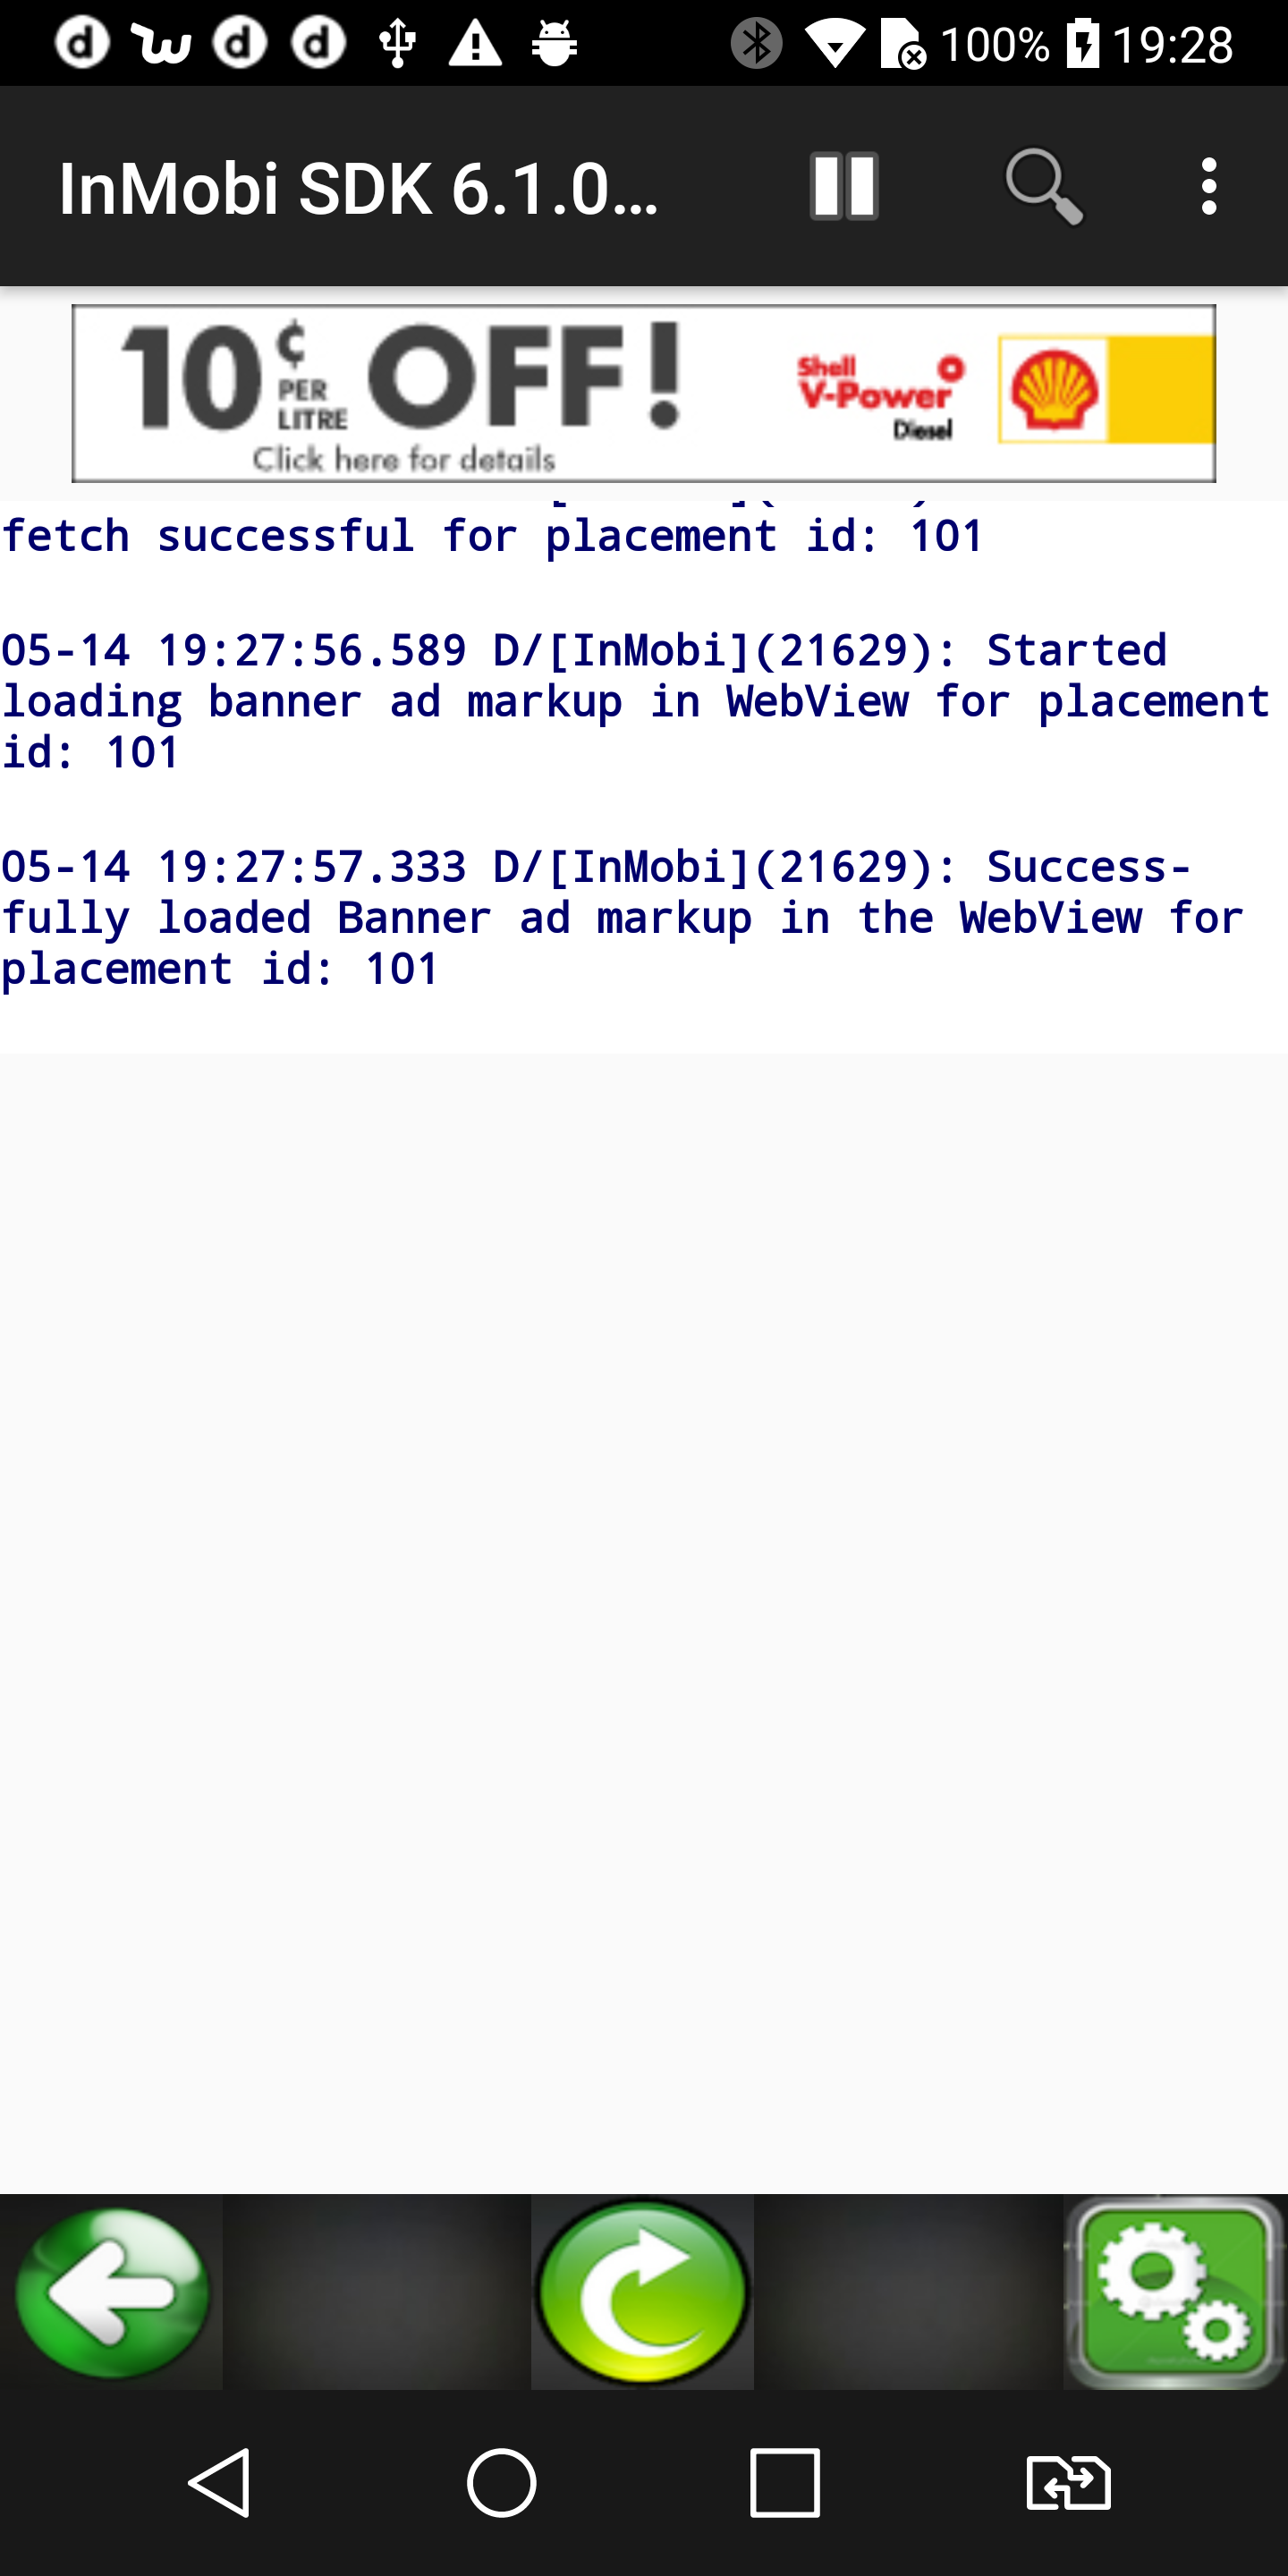 100% 19:28
InMobi SDK 6.1.0...
10¢ PER LITRE OFF!
Click here for details
Shell
V-Power
Diesel
fetch successful for placement id: 101
05-14 19:27:56.589 D/[InMobi](21629): Started
loading banner ad markup in WebView for placement
id: 101
05-14 19:27:57.333 D/[InMobi](21629): Success-
fully loaded Banner ad markup in the WebView for
placement id: 101